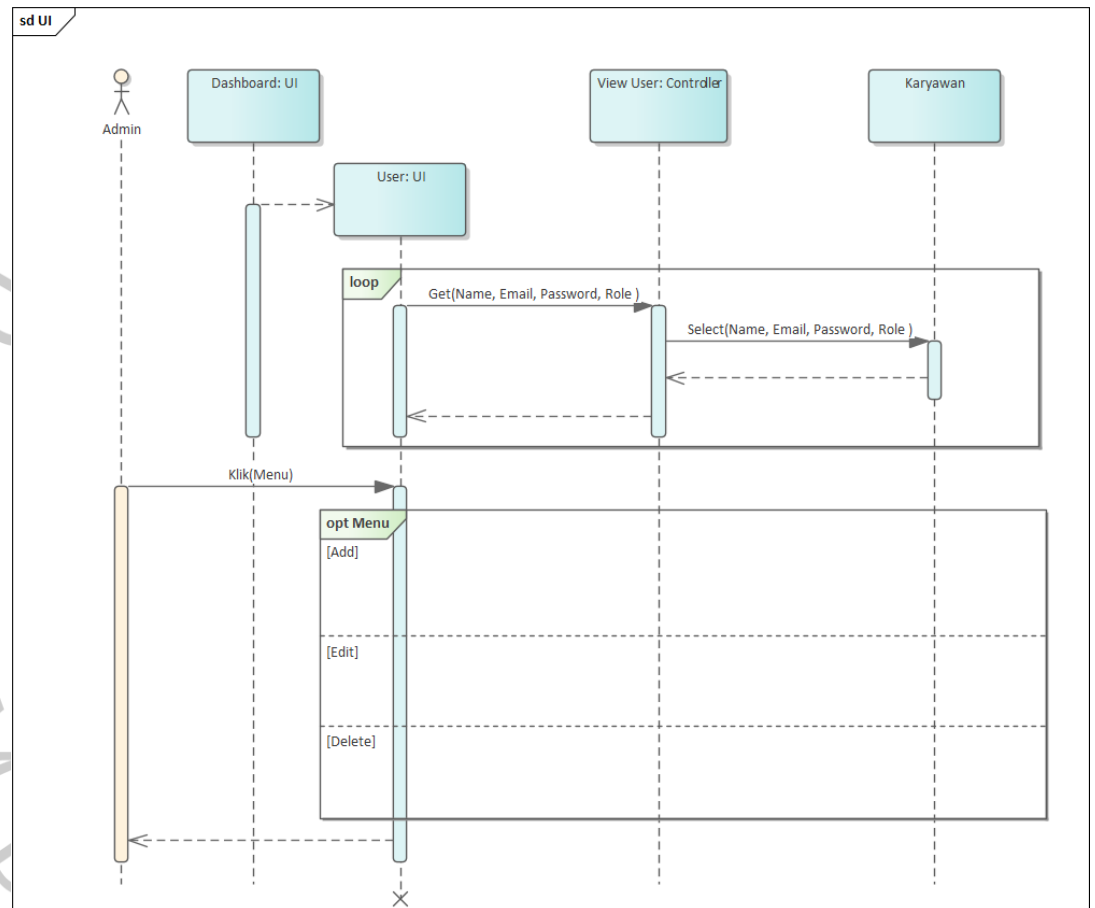 sd UI
Admin
Dashboard: UI
View User: Controller
Karyawan
User: UI
loop
Get(Name, Email, Password, Role )
Select(Name, Email, Password, Role )
Klik(Menu)
opt Menu
[Add]
[Edit]
[Delete]